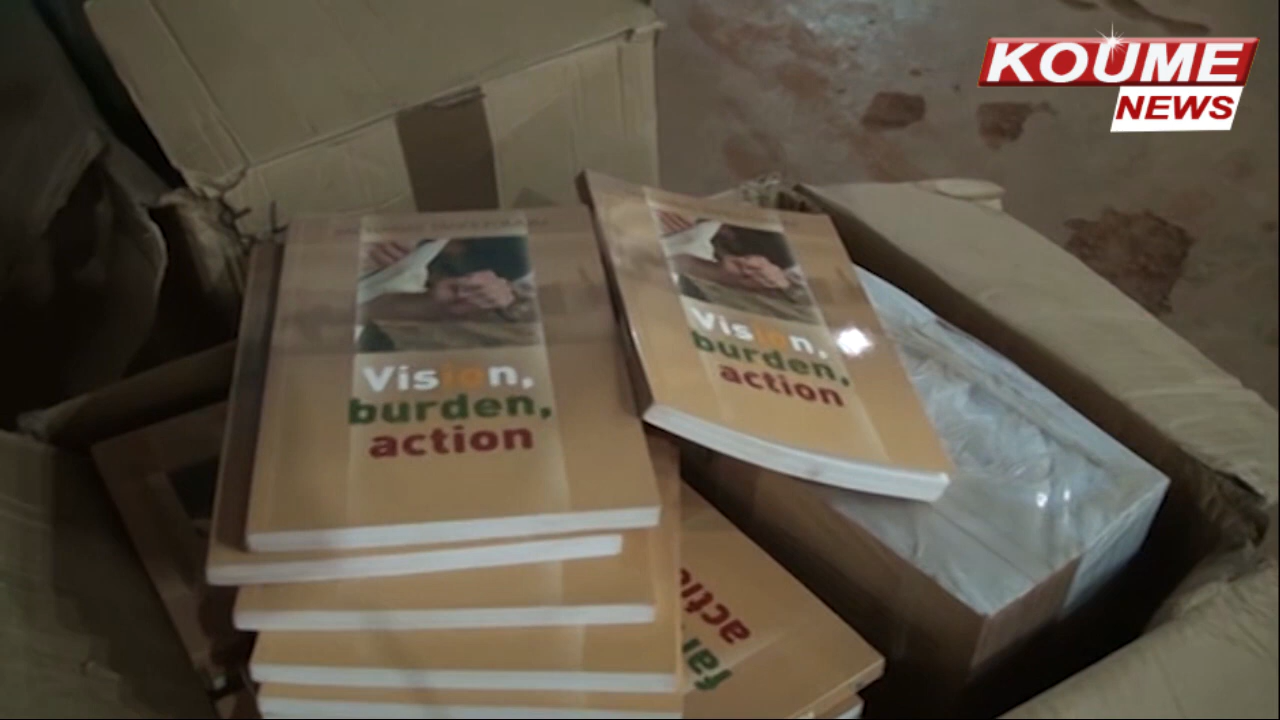 KOUME
NEWS
Vision,
burden,
action
Vision,
burden,
action
action